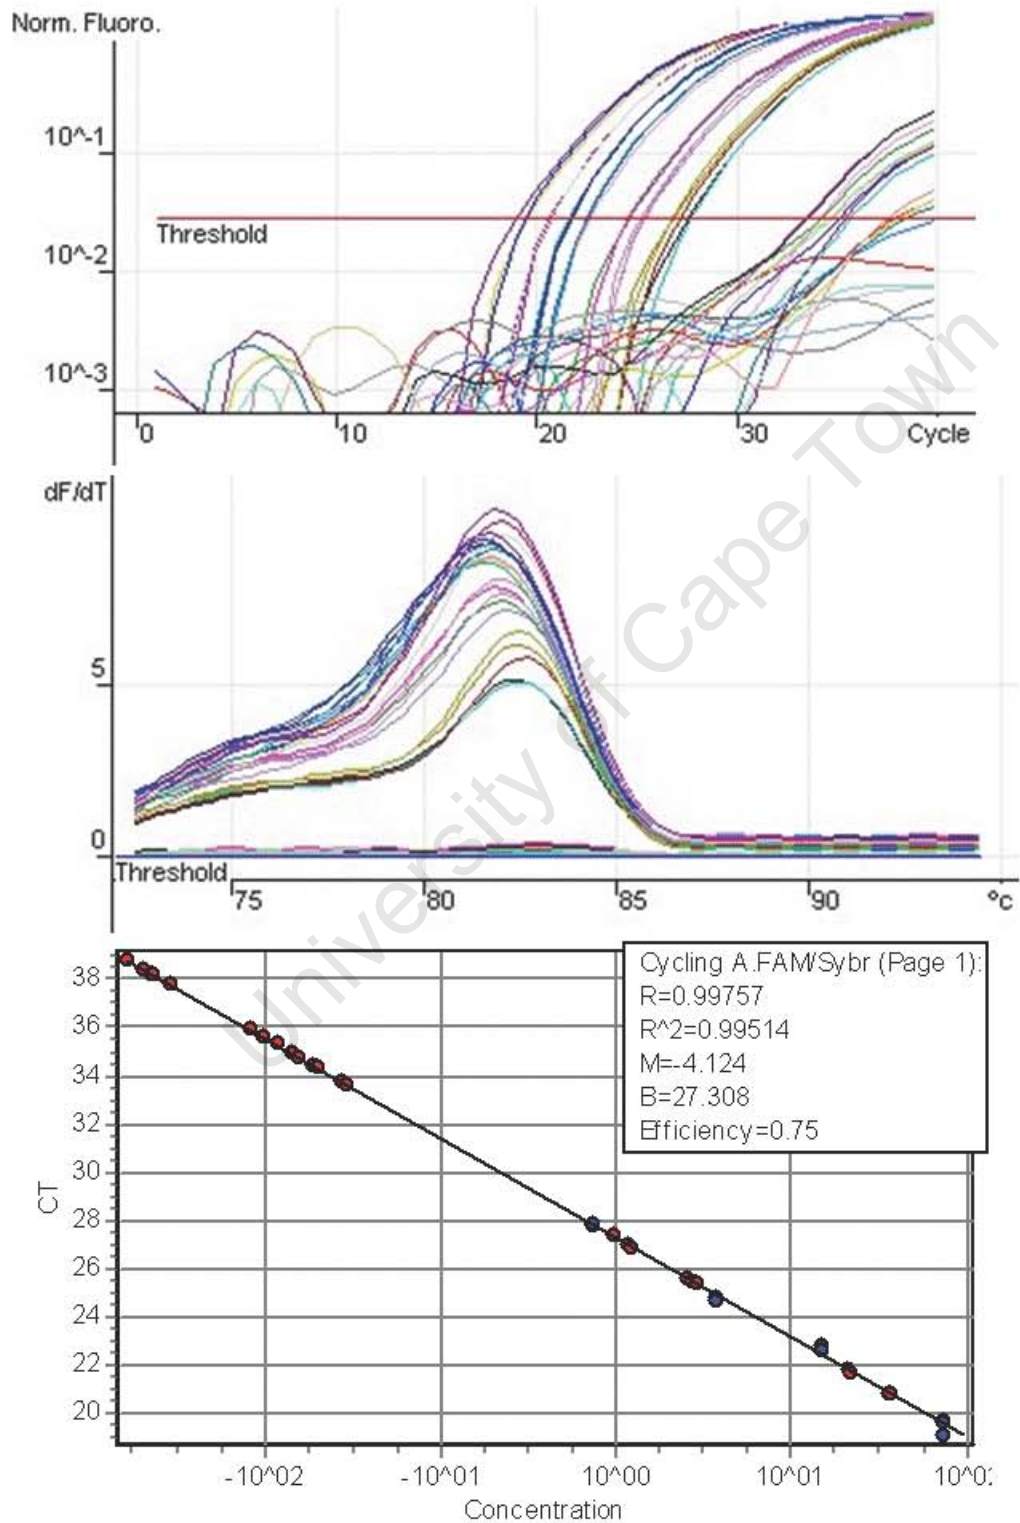 Norm. Fluoro.
10^-1
Threshold
10^-2
10^-3
0 10 20 30 Cycle
dF/dT
5
0
Threshold
75 80 85 90 °c
Cycling A.FAM/Sybr (Page 1):
R=0.99757
R^2=0.99514
M=-4.124
B=27.308
Efficiency=0.75
38
36
34
32
30
28
26
24
22
20
CT
-10^02 -10^01 10^00 10^01
Concentration
University of Cape Town